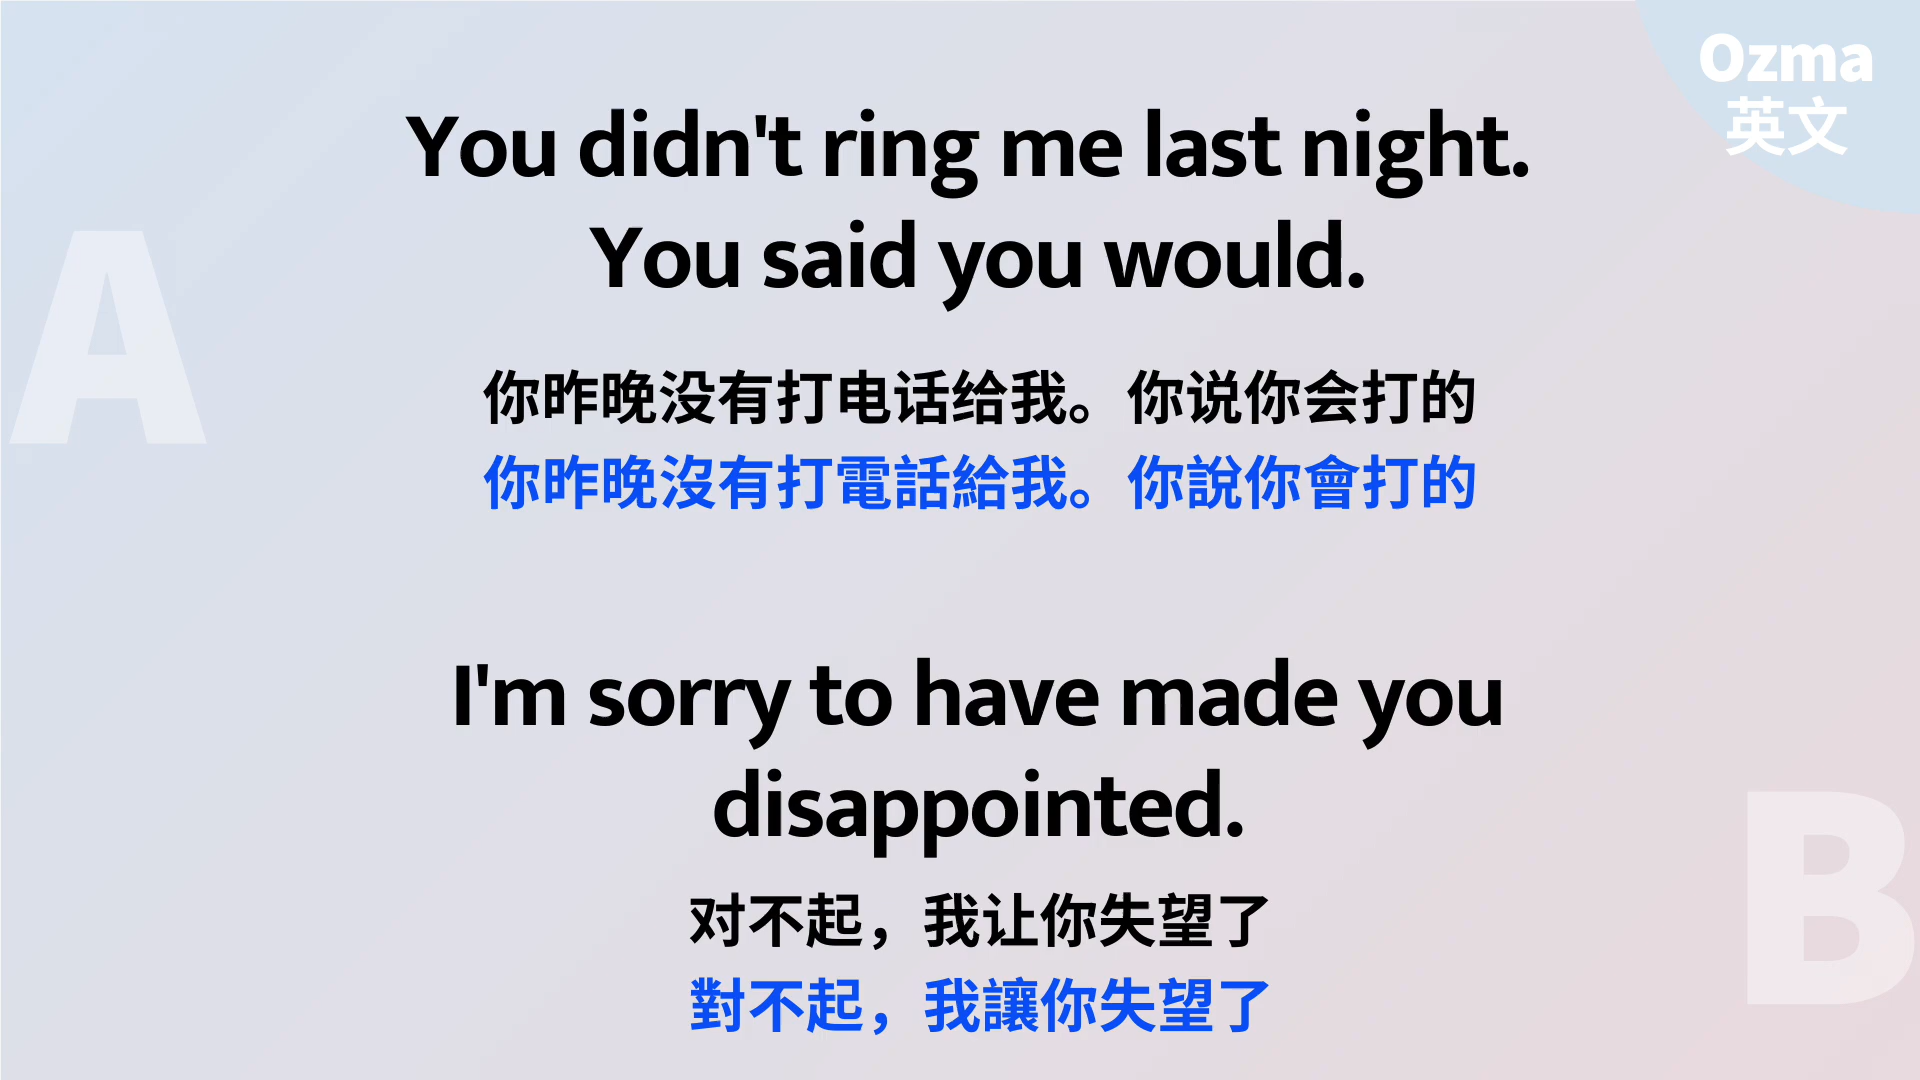 Ozma
英文
A
You didn't ring me last night.
You said you would.
你昨晚没有打电话给我。你说你会打的
你昨晚沒有打電話給我。你說你會打的
I'm sorry to have made you
disappointed.
B
对不起，我让你失望了
對不起，我讓你失望了